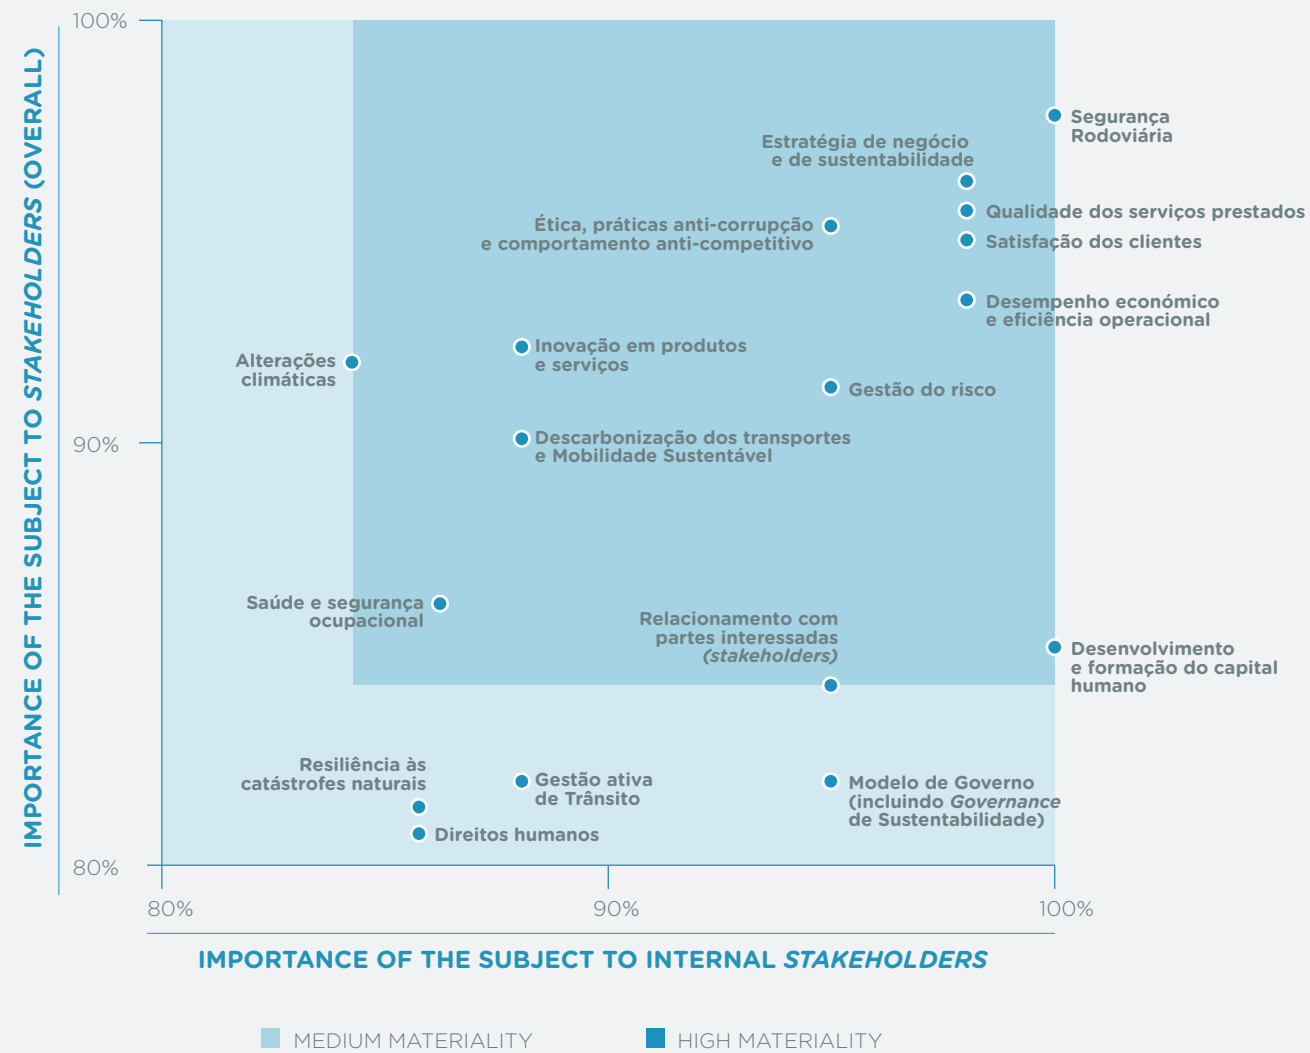 IMPORTANCE OF THE SUBJECT TO STAKEHOLDERS (OVERALL)
100%
90%
80%
Segurança
Rodoviária
Estratégia de negócio
e de sustentabilidade
Qualidade dos serviços prestados
Ética, práticas anti-corrupção
e comportamento anti-competitivo
Satisfação dos clientes
Desempenho económico
e eficiência operacional
Inovação em produtos
e serviços
Alterações
climáticas
Gestão do risco
Descarbonização dos transportes
e Mobilidade Sustentável
Saúde e segurança
ocupacional
Relacionamento com
partes interessadas
(stakeholders)
Desenvolvimento
e formação do capital
humano
Resiliência às
catástrofes naturais
Gestão ativa
de Trânsito
Modelo de Governo
(incluindo Governance
de Sustentabilidade)
Direitos humanos
80%
90%
100%
IMPORTANCE OF THE SUBJECT TO INTERNAL STAKEHOLDERS
MEDIUM MATERIALITY
HIGH MATERIALITY